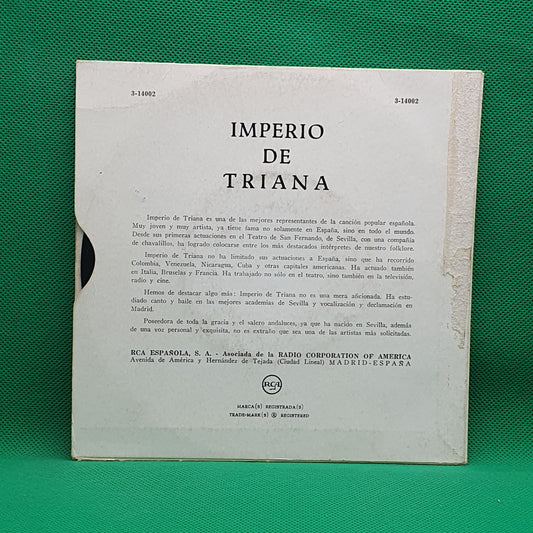 3-14002 3-14002
IMPERIO
DE
TRIANA
Imperio de Triana es una de las mejores representantes de la canción popular española.
Muy joven y muy artista, ya tiene fama no solamente en España, sino en todo el mundo.
Desde sus primeras actuaciones en el Teatro de San Fernando, de Sevilla, con una compañía
de chavalillos, ha logrado colocarse entre los más destacados intérpretes de nuestro folklore.
Imperio de Triana no ha limitado sus actuaciones a España, sino que ha recorrido
Colombia, Venezuela, Nicaragua, Cuba y otras capitales americanas. Ha actuado también
en Italia, Bruselas y Francia. Ha trabajado no sólo en el teatro, sino también en la televisión,
radio y cine.
Hemos de destacar algo más: Imperio de Triana no es una mera aficionada. Ha estu-
diado canto y baile en las mejores academias de Sevilla y vocalización y declamación en
Madrid.
Poseedora de toda la gracia y el salero andaluces, ya que ha nacido en Sevilla, además
de una voz personal y exquisita, no es extraño que sea una de las artistas más solicitadas.
RCA ESPAÑOLA, S. A. - Asociada de la RADIO CORPORATION OF AMERICA
Avenida de América y Hernández de Tejada (Ciudad Lineal) MADRID-ESPAÑA
RCA
MARCA(S) REGISTRADA(S)
TRADE-MARK(S) ® REGISTERED